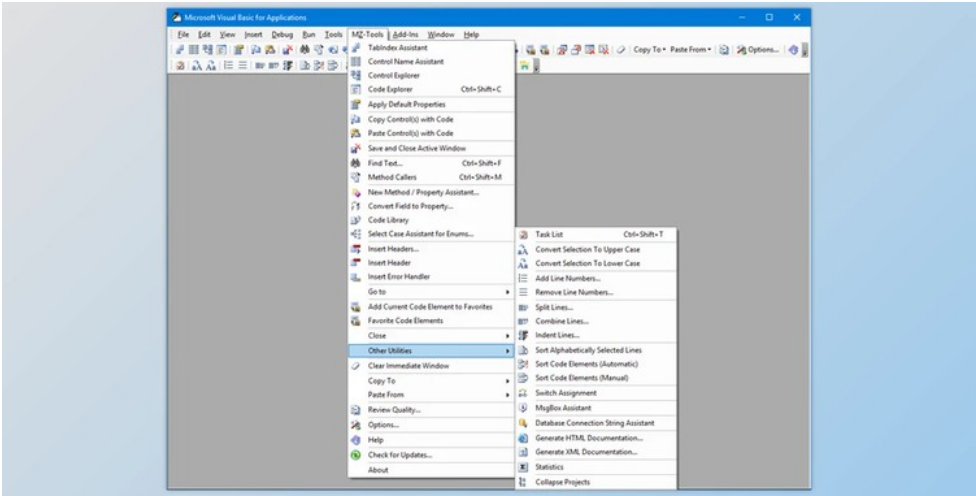 Microsoft Visual Basic for Applications
File Edit View Insert Debug Run Tools MZ-Tools Add-Ins Window Help
Copy To Paste From Options...
TabIndex Assistant
Control Name Assistant
Control Explorer
Code Explorer Ctrl+Shift+C
Apply Default Properties
Copy Control(s) with Code
Paste Control(s) with Code
Save and Close Active Window
Find Text... Ctrl+Shift+F
Method Callers Ctrl+Shift+M
New Method / Property Assistant...
Convert Field to Property...
Code Library
Select Case Assistant for Enums...
Insert Headers...
Insert Header
Insert Error Handler
Go to
Add Current Code Element to Favorites
Favorite Code Elements
Close
Other Utilities
Clear Immediate Window
Copy To
Paste From
Review Quality...
Options...
Help
Check for Updates...
About
Task List Ctrl+Shift+T
Convert Selection To Upper Case
Convert Selection To Lower Case
Add Line Numbers...
Remove Line Numbers...
Split Lines...
Combine Lines...
Indent Lines...
Sort Alphabetically Selected Lines
Sort Code Elements (Automatic)
Sort Code Elements (Manual)
Switch Assignment
MsgBox Assistant
Database Connection String Assistant
Generate HTML Documentation...
Generate XML Documentation...
Statistics
Collapse Projects